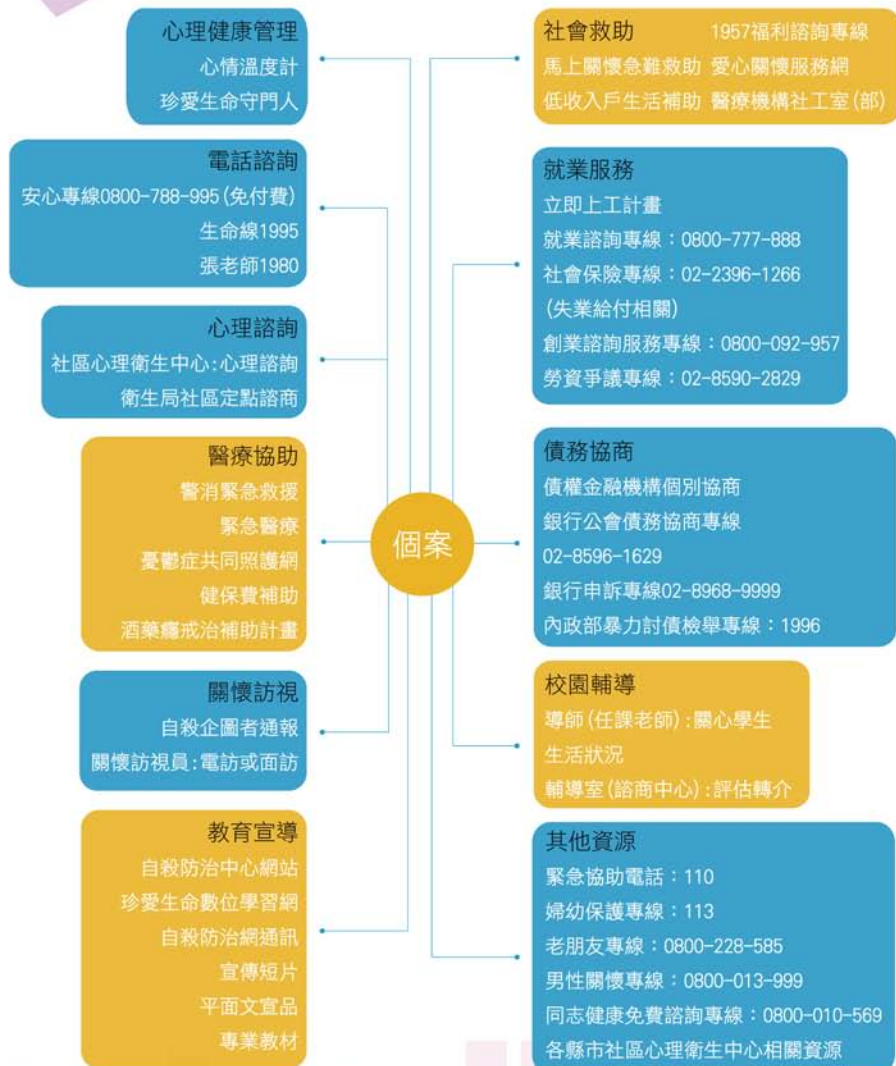 心理健康管理
心情溫度計
珍愛生命守門人
電話諮詢
安心專線0800-788-995(免付費)
生命線1995
張老師1980
心理諮詢
社區心理衛生中心:心理諮詢
衛生局社區定點諮商
醫療協助
警消緊急救援
緊急醫療
憂鬱症共同照護網
健保費補助
酒藥癮戒治補助計畫
關懷訪視
自殺企圖者通報
關懷訪視員:電訪或面訪
教育宣導
自殺防治中心網站
珍愛生命數位學習網
自殺防治網通訊
宣傳短片
平面文宣品
專業教材
個案
社會救助 1957福利諮詢專線
馬上關懷急難救助 愛心關懷服務網
低收入戶生活補助 醫療機構社工室(部)
就業服務
立即上工計畫
就業諮詢專線：0800-777-888
社會保險專線：02-2396-1266
(失業給付相關)
創業諮詢服務專線：0800-092-957
勞資爭議專線：02-8590-2829
債務協商
債權金融機構個別協商
銀行公會債務協商專線
02-8596-1629
銀行申訴專線02-8968-9999
內政部暴力討債檢舉專線：1996
校園輔導
導師(任課老師):關心學生
生活狀況
輔導室(諮商中心):評估轉介
其他資源
緊急協助電話：110
婦幼保護專線：113
老朋友專線：0800-228-585
男性關懷專線：0800-013-999
同志健康免費諮詢專線：0800-010-569
各縣市社區心理衛生中心相關資源